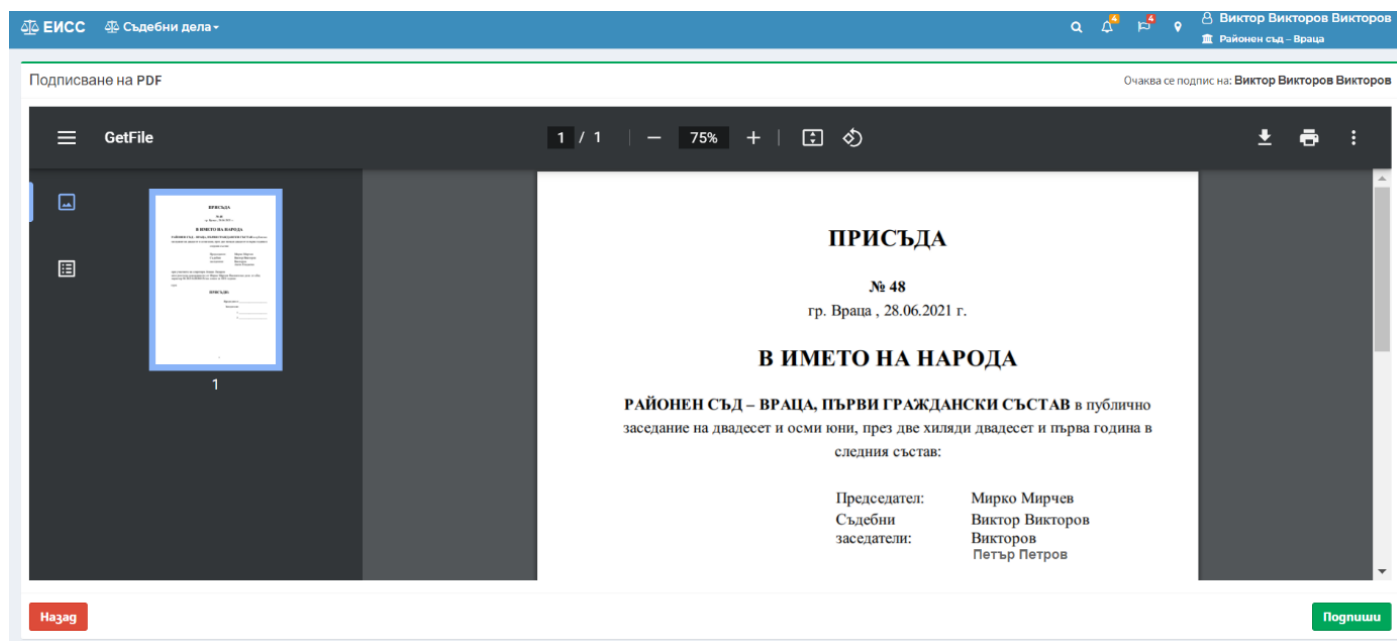 ЕИСС Съдебни дела
4 4 Виктор Викторов Викторов
Районен съд – Враца
Подписване на PDF
Очаква се подпис на: Виктор Викторов Викторов
GetFile
1 / 1
75%
1
ПРИСЪДА
№ 48
гр. Враца , 28.06.2021 г.
В ИМЕТО НА НАРОДА
РАЙОНЕН СЪД – ВРАЦА, ПЪРВИ ГРАЖДАНСКИ СЪСТАВ в публично
заседание на двадесет и осми юни, през две хиляди двадесет и първа година в
следния състав:
Председател: Мирко Мирчев
Съдебни Виктор Викторов
заседатели: Викторов
Петър Петров
Назад
Подпиши